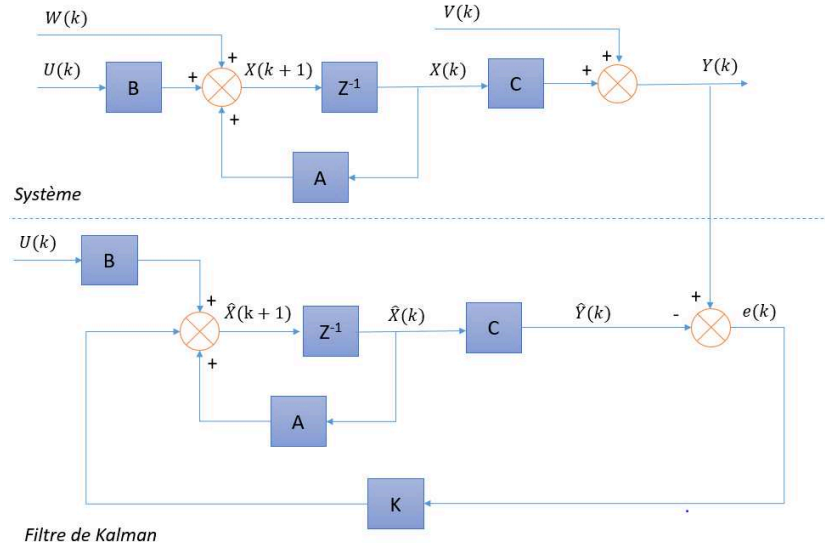 W(k)
V(k)
U(k)
B
+
+
X(k + 1)
Z⁻¹
X(k)
C
+
+
Y(k)
+
A
Système
U(k)
B
+
X̂(k + 1)
Z⁻¹
X̂(k)
C
Ŷ(k)
-
+
e(k)
+
A
K
Filtre de Kalman